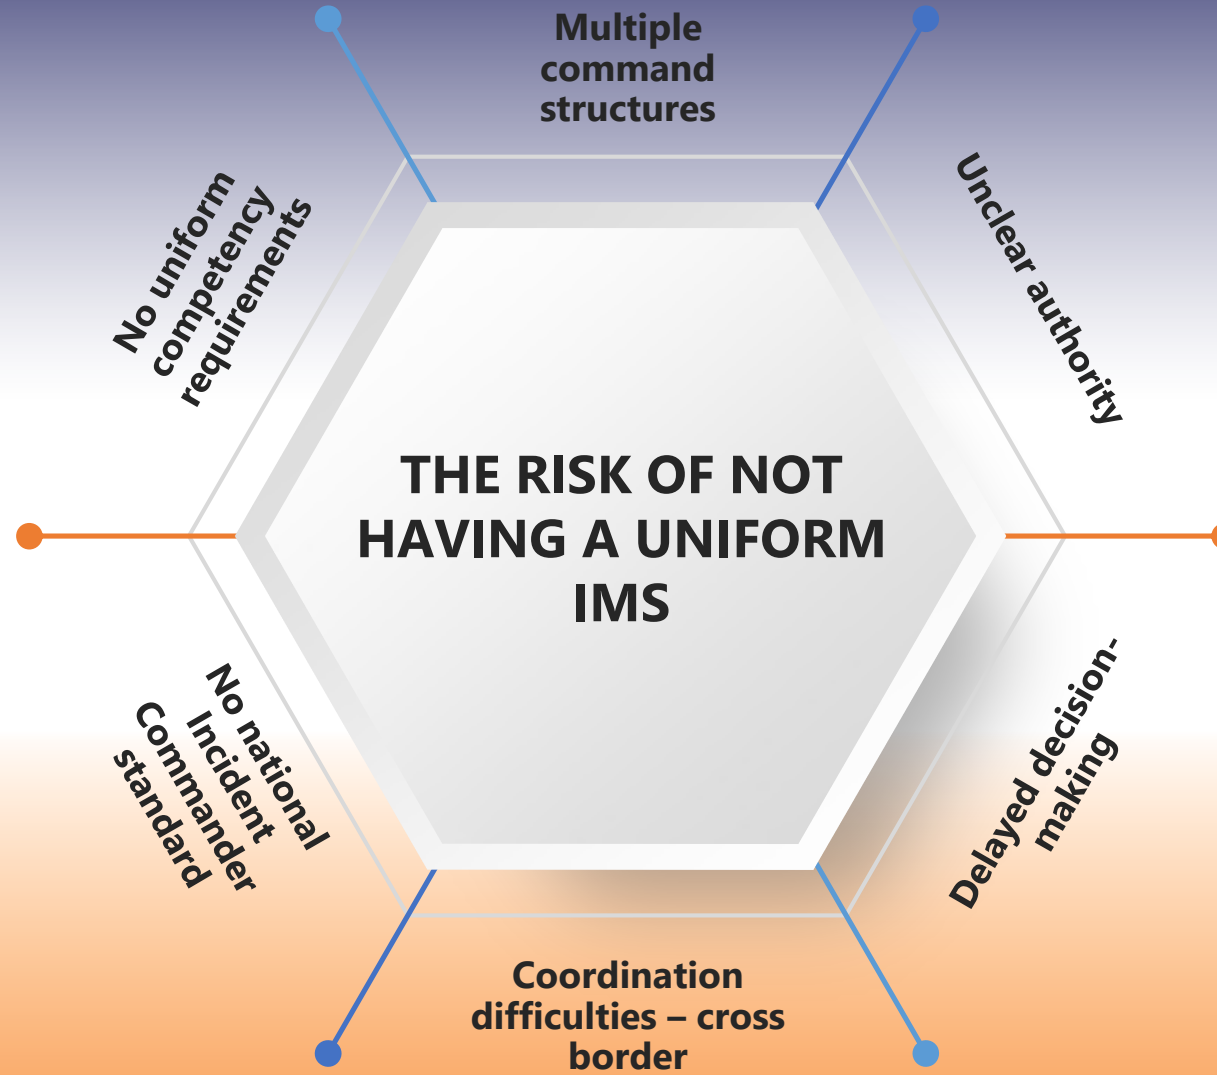 Multiple
command
structures
No uniform
competency
requirements
Unclear authority
THE RISK OF NOT
HAVING A UNIFORM
IMS
No national
Incident
Commander
standard
Delayed decision-
making
Coordination
difficulties – cross
border